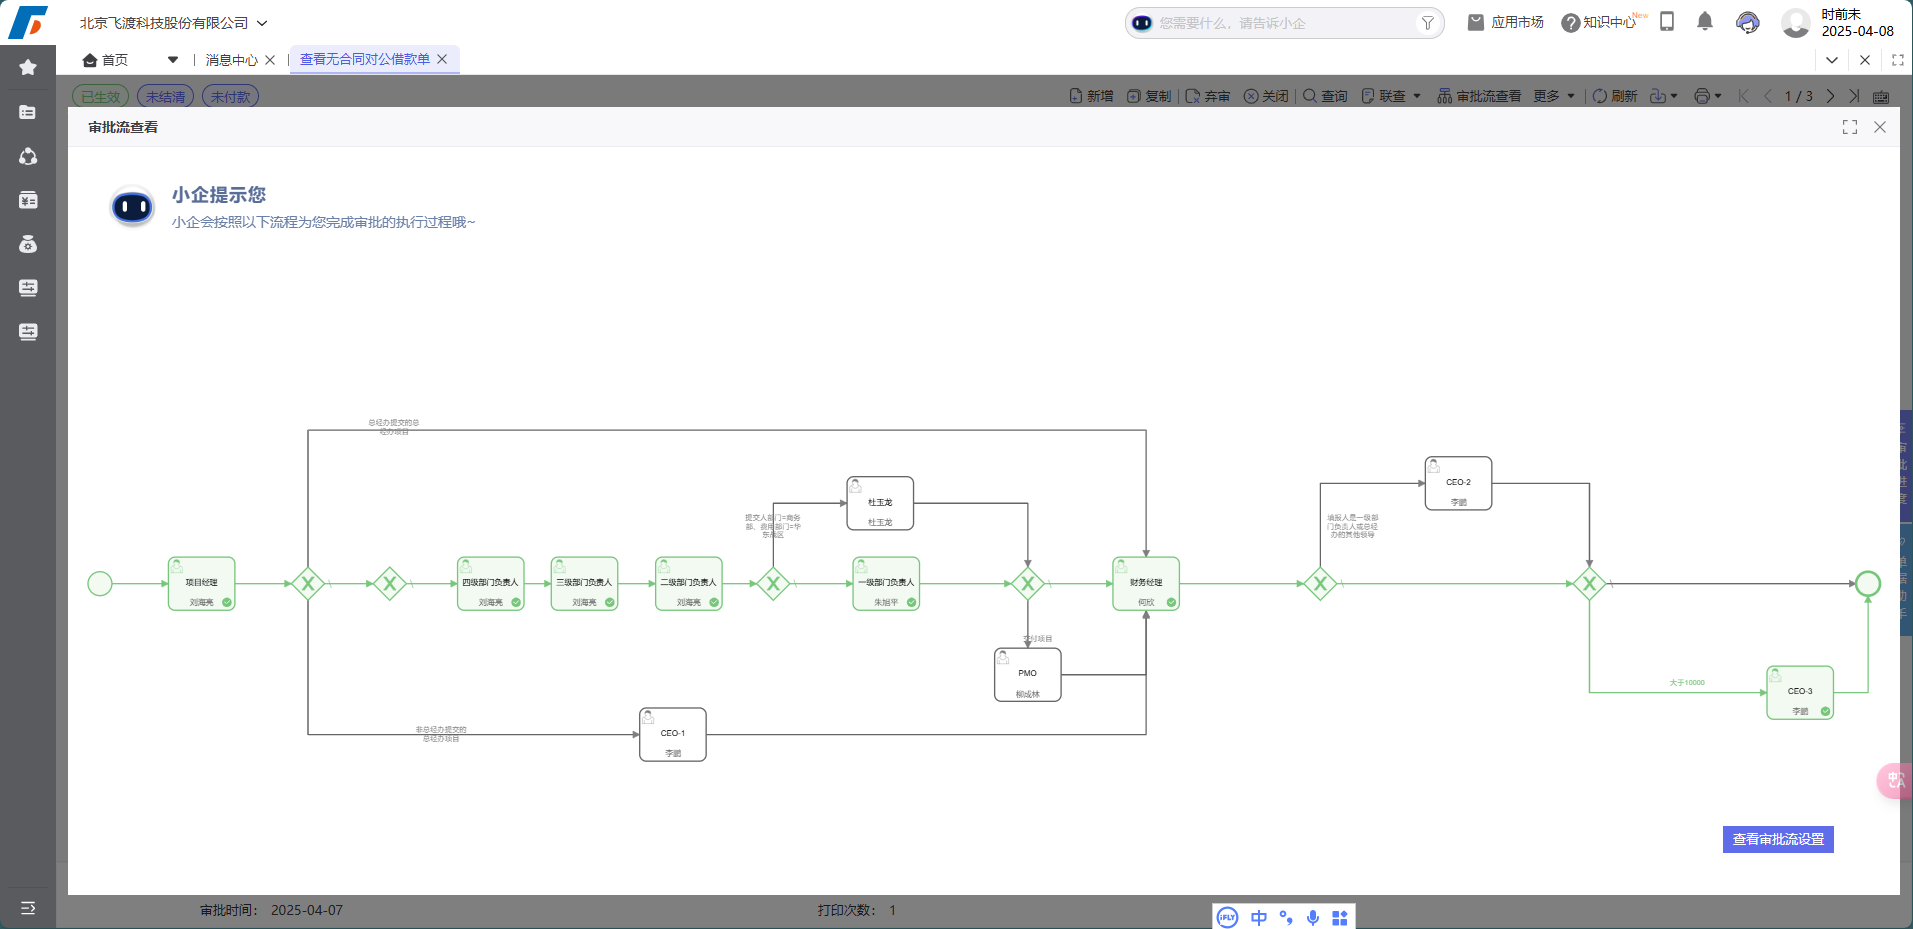 北京飞渡科技股份有限公司
您需要什么，请告诉小企
应用市场
知识中心
New
时前未
2025-04-08
首页
消息中心
查看无合同对公借款单
已生效
未结清
未付款
新增
复制
弃审
关闭
查询
联查
审批流查看
更多
刷新
1 / 3
审批流查看
小企提示您
小企会按照以下流程为您完成审批的执行过程哦~
总经办提交的总
经办项目
CEO-2
李鹏
杜玉龙
杜玉龙
提交人部门=商务
部、费用部门=华
东战区
填报人是一级部
门负责人或总经
办的其他领导
项目经理
刘海亮
四级部门负责人
刘海亮
三级部门负责人
刘海亮
二级部门负责人
刘海亮
一级部门负责人
朱旭平
财务经理
何欣
交付项目
PMO
柳成林
大于10000
CEO-3
李鹏
非总经办提交的
总经办项目
CEO-1
李鹏
查看审批流设置
审批进度
单据助手
中A
审批时间： 2025-04-07
打印次数： 1
iFLY
中